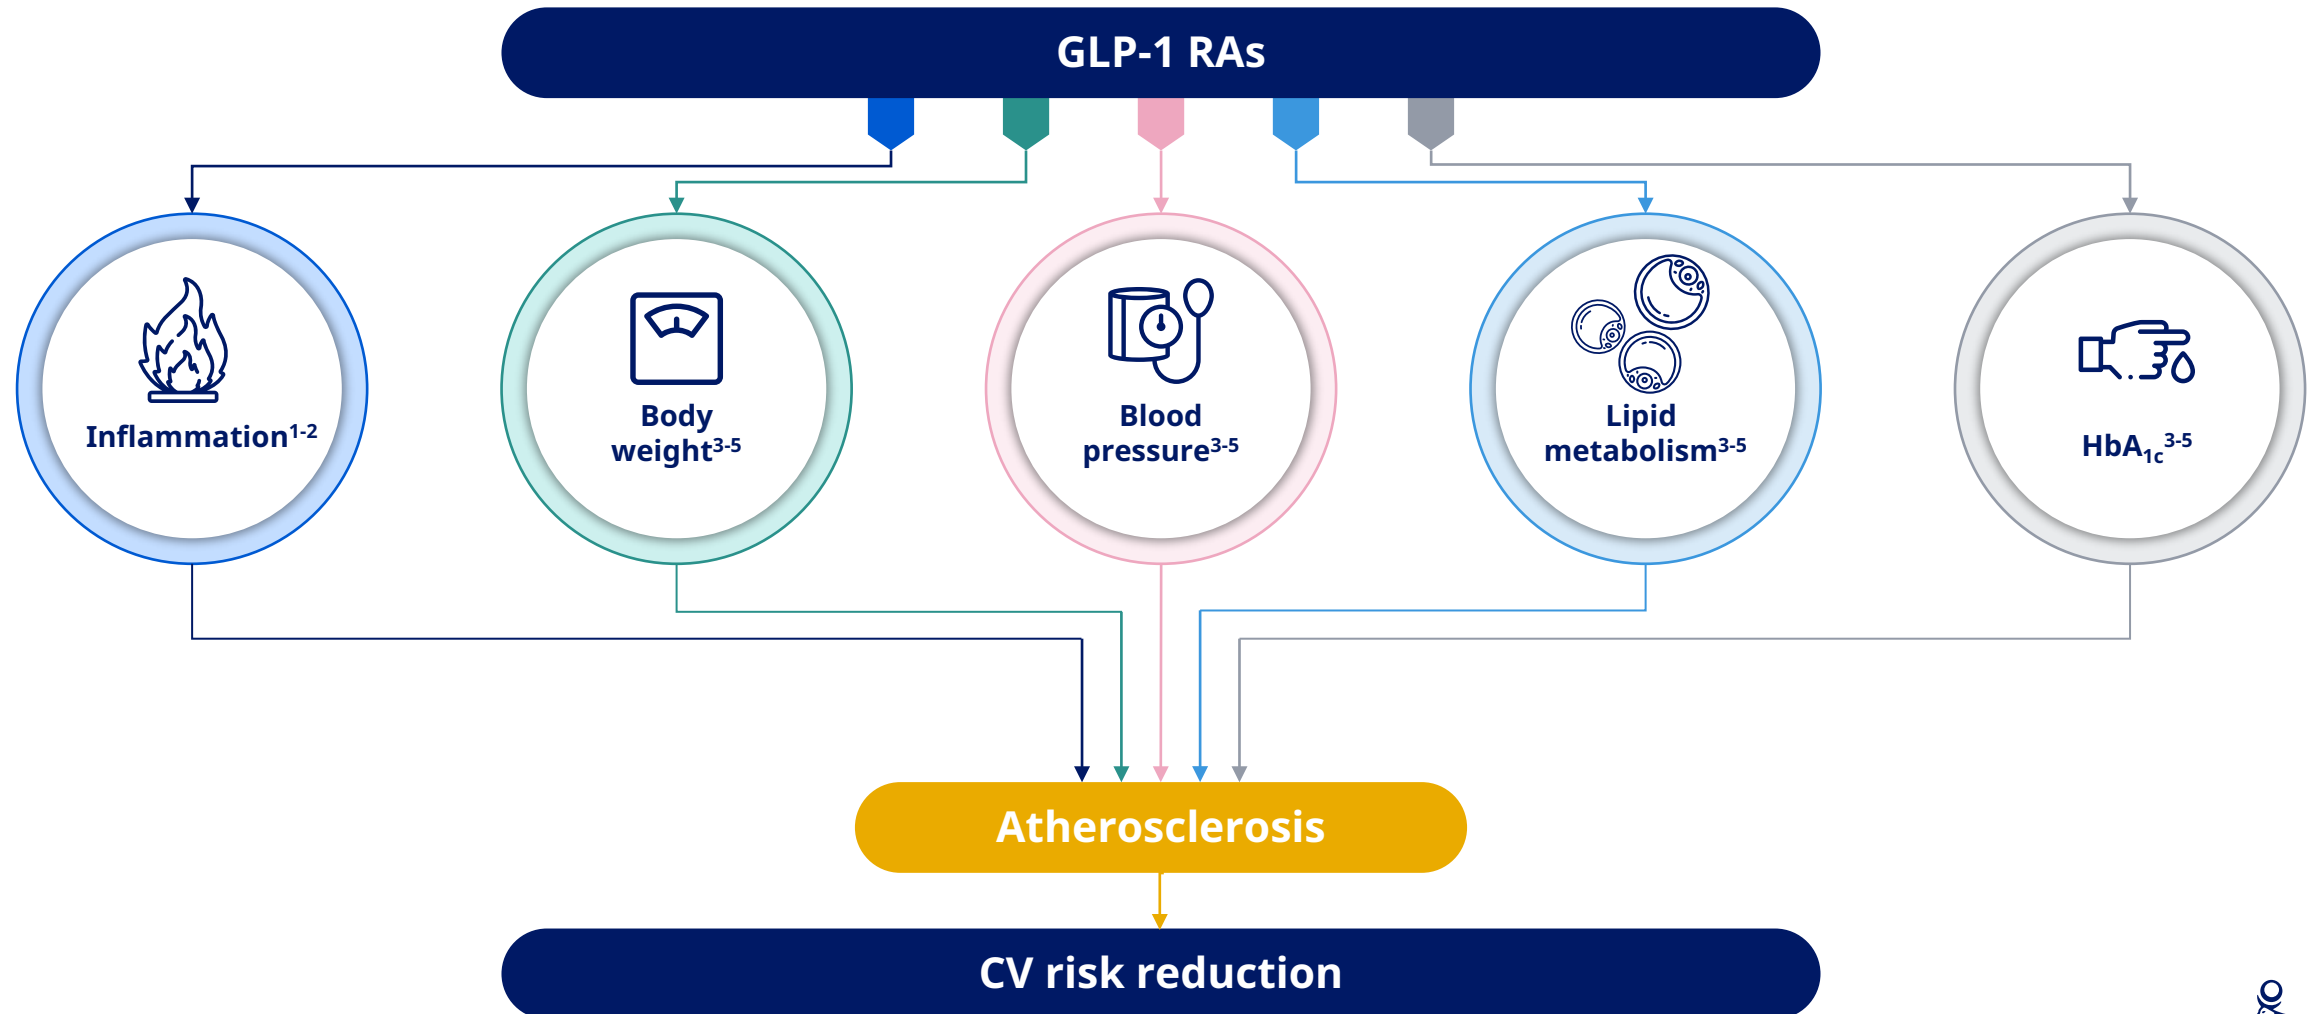 GLP-1 RAs
Inflammation1-2
Body
weight3-5
Blood
pressure3-5
Lipid
metabolism3-5
HbA1c3-5
Atherosclerosis
CV risk reduction